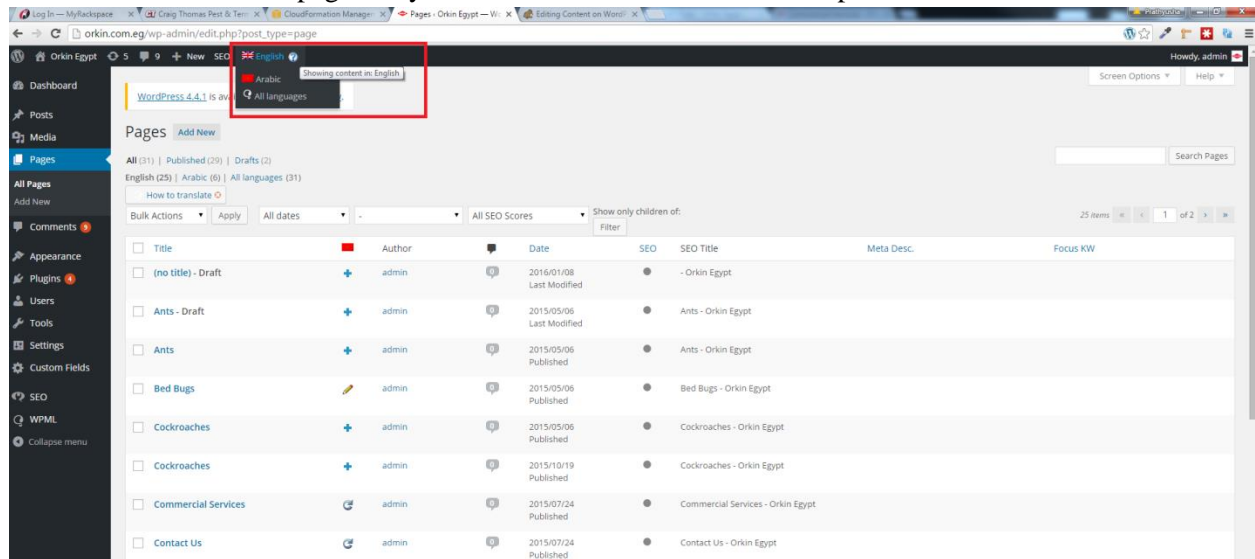 Log In — MyRackspace Craig Thomas Pest & Term CloudFormation Manager Pages ‹ Orkin Egypt — W Editing Content on WordP
orkin.com.eg/wp-admin/edit.php?post_type=page
Orkin Egypt 5 9 + New SEO English Howdy, admin
Showing content in: English
Arabic
All languages
Screen Options Help
WordPress 4.4.1 is
Dashboard
Posts
Media
Pages
All Pages
Add New
Comments 9
Appearance
Plugins 4
Users
Tools
Settings
Custom Fields
SEO
WPML
Collapse menu
Pages Add New
All (31) | Published (29) | Drafts (2)
Search Pages
English (25) | Arabic (6) | All languages (31)
How to translate
Bulk Actions Apply All dates - All SEO Scores Show only children of:
Filter
25 items « ‹ 1 of 2 › »
Title Author Date SEO SEO Title Meta Desc. Focus KW
(no title) - Draft admin 0 2016/01/08 - Orkin Egypt
Last Modified
Ants - Draft admin 0 2015/05/06 Ants - Orkin Egypt
Last Modified
Ants admin 0 2015/05/06 Ants - Orkin Egypt
Published
Bed Bugs admin 0 2015/05/06 Bed Bugs - Orkin Egypt
Published
Cockroaches admin 0 2015/05/06 Cockroaches - Orkin Egypt
Published
Cockroaches admin 0 2015/10/19 Cockroaches - Orkin Egypt
Published
Commercial Services admin 0 2015/07/24 Commercial Services - Orkin Egypt
Published
Contact Us admin 0 2015/07/24 Contact Us - Orkin Egypt
Published